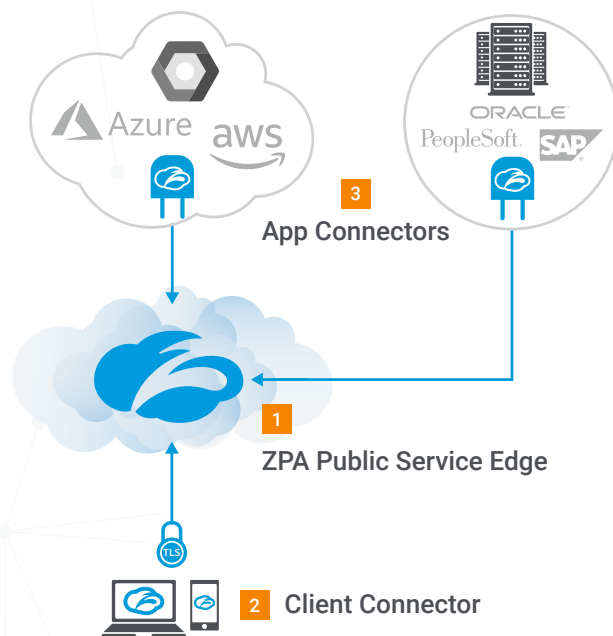 Azure
aws
ORACLE
PeopleSoft.
SAP
3
App Connectors
1
ZPA Public Service Edge
TLS
2 Client Connector